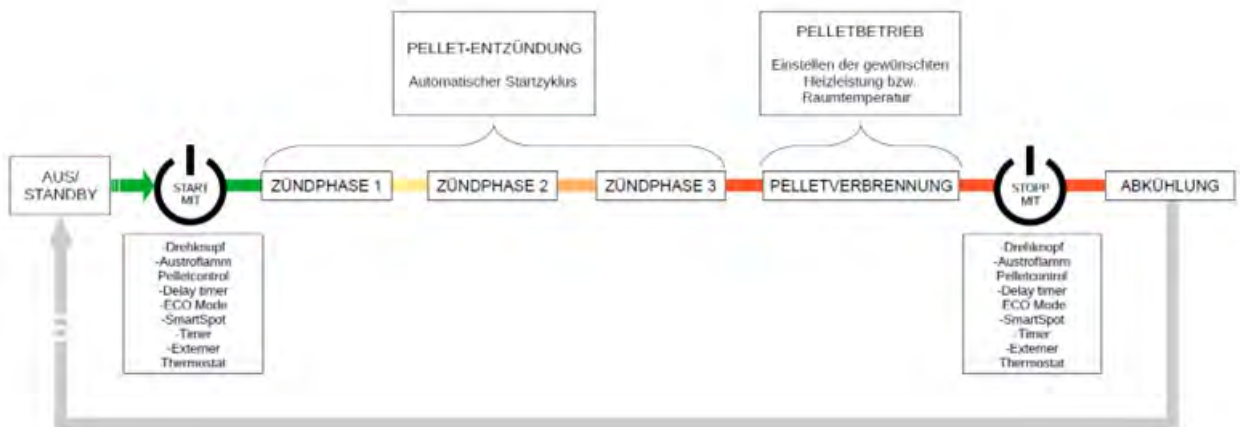 PELLET-ENTZÜNDUNG
Automatischer Startzyklus
PELLETBETRIEB
Einstellen der gewünschten
Heizleistung bzw.
Raumtemperatur
AUS/
STANDBY
START
MIT
ZÜNDPHASE 1
ZÜNDPHASE 2
ZÜNDPHASE 3
PELLETVERBRENNUNG
STOPP
MIT
ABKÜHLUNG
-Drehknopf
-Austroflamm
Pelletcontrol
-Delay timer
-ECO Mode
-SmartSpot
-Timer
-Externer
Thermostat
-Drehknopf
-Austroflamm
Pelletcontrol
-Delay timer
ECO Mode
-SmartSpot
-Timer
-Externer
Thermostat